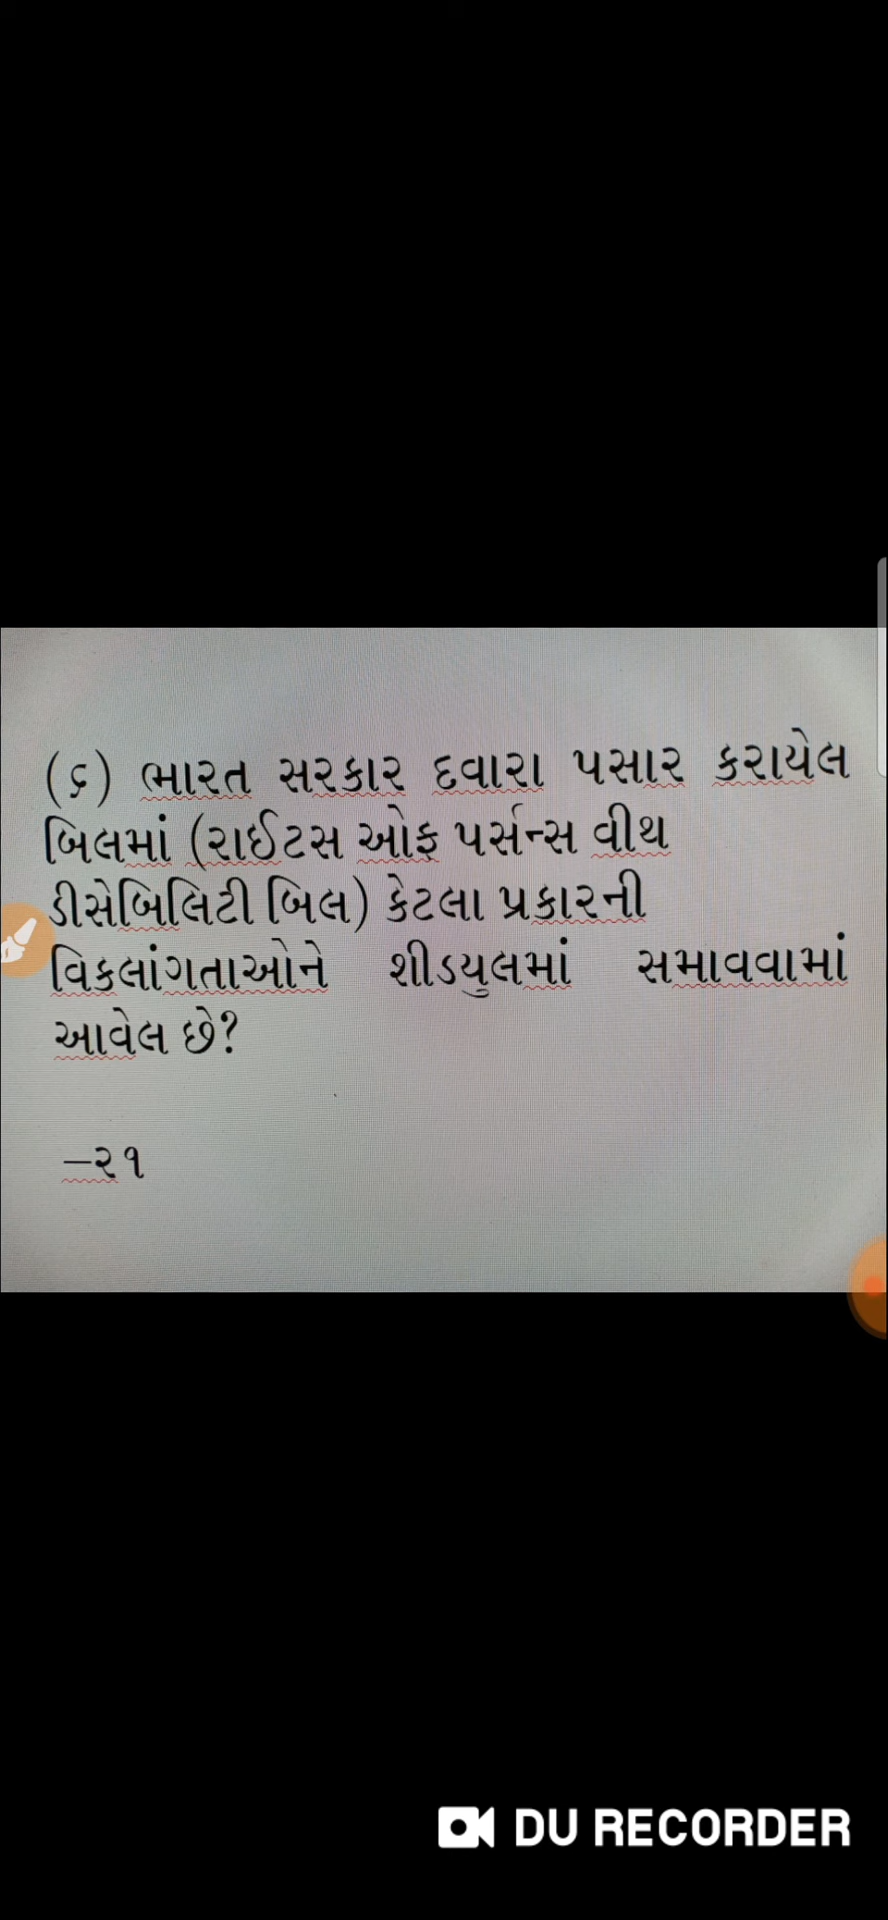 (૬) ભારત સરકાર દવારા પસાર કરાયેલ
બિલમાં (રાઈટસ ઓફ પર્સન્સ વીથ
ડીસેબિલિટી બિલ) કેટલા પ્રકારની
વિકલાંગતાઓને શીડયુલમાં સમાવવામાં
આવેલ છે?
–૨૧
DU RECORDER